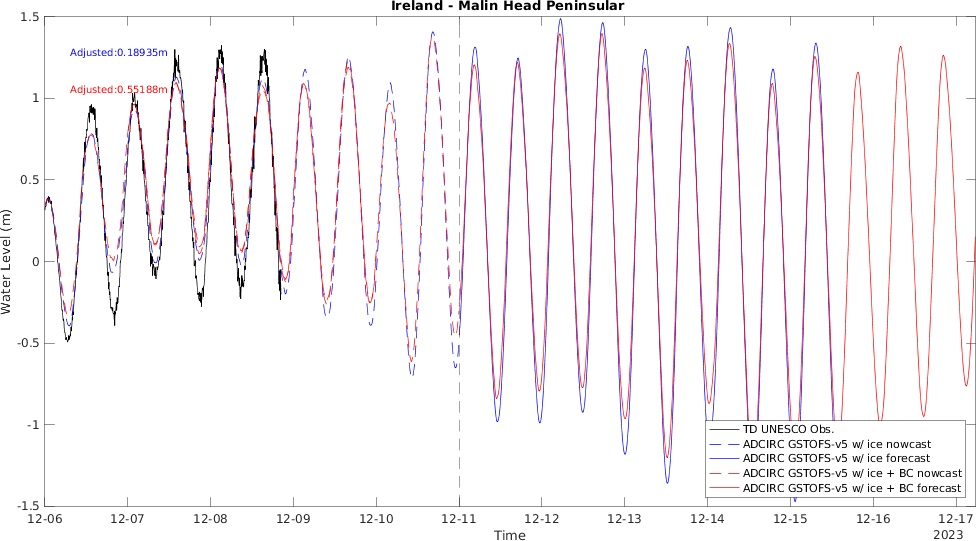 Ireland - Malin Head Peninsular
1.5
Adjusted:0.18935m
Adjusted:0.55188m
1
0.5
0
-0.5
-1
-1.5
Water Level (m)
TD UNESCO Obs.
ADCIRC GSTOFS-v5 w/ ice nowcast
ADCIRC GSTOFS-v5 w/ ice forecast
ADCIRC GSTOFS-v5 w/ ice + BC nowcast
ADCIRC GSTOFS-v5 w/ ice + BC forecast
12-06 12-07 12-08 12-09 12-10 12-11 12-12 12-13 12-14 12-15 12-16 12-17
Time
2023